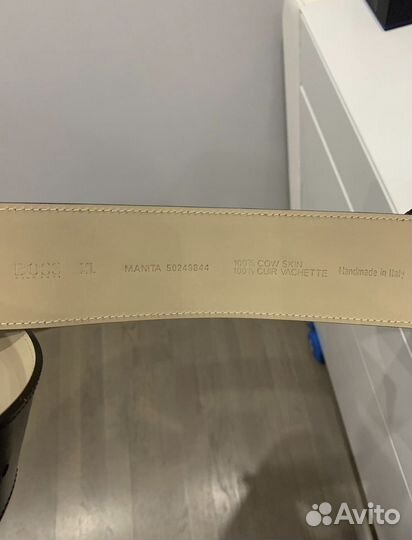 BOSS
MANITA 50249844
100% COW SKIN
100% CUIR VACHETTE
Handmade in Italy
Avito